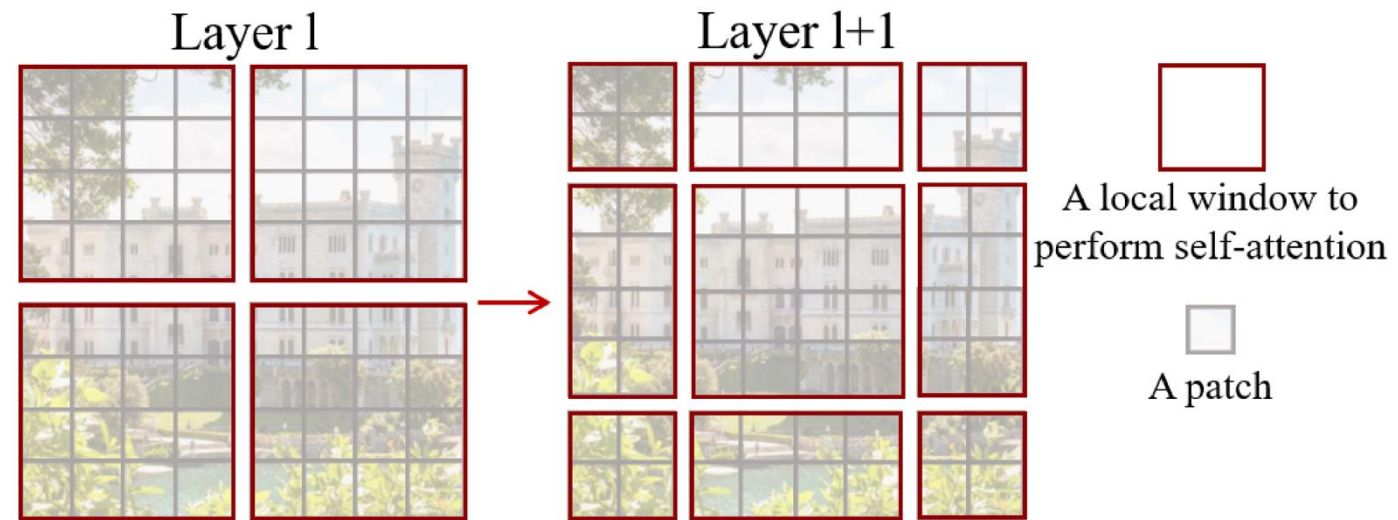 Layer l
Layer l+1
A local window to
perform self-attention
A patch